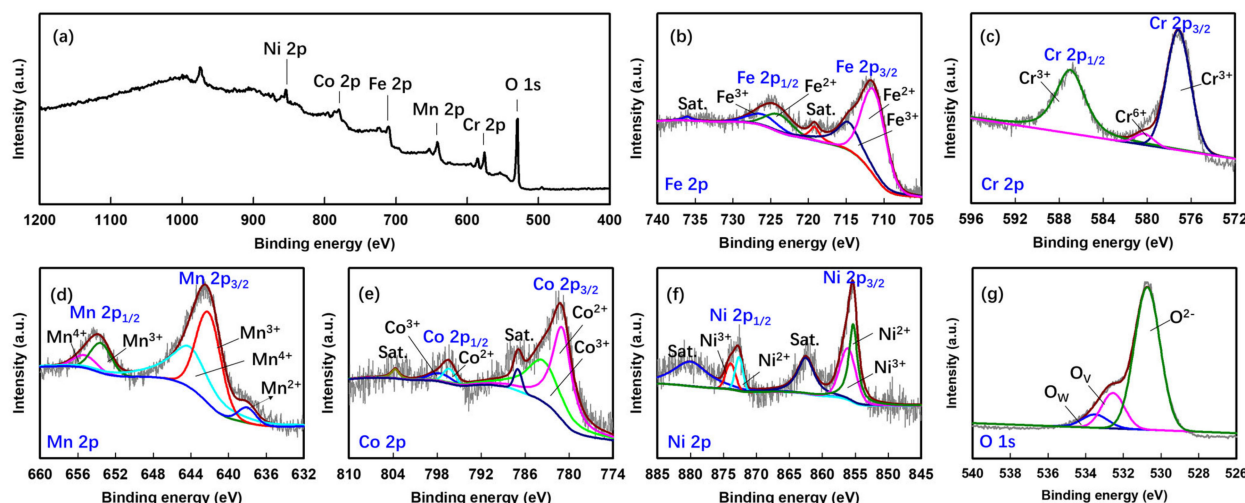 (a)
Ni 2p
Co 2p
Fe 2p
Mn 2p
Cr 2p
O 1s
Intensity (a.u.)
1200 1100 1000 900 800 700 600 500 400
Binding energy (eV)
(b)
Fe 2p1/2
Fe 2p3/2
Fe3+
Fe2+
Sat.
Sat.
Fe2+
Fe3+
Fe 2p
Intensity (a.u.)
740 735 730 725 720 715 710 705
Binding energy (eV)
(c)
Cr 2p3/2
Cr 2p1/2
Cr3+
Cr3+
Cr6+
Cr 2p
Intensity (a.u.)
596 592 588 584 580 576 572
Binding energy (eV)
(d)
Mn 2p3/2
Mn 2p1/2
Mn4+
Mn3+
Mn3+
Mn4+
Mn2+
Mn 2p
Intensity (a.u.)
660 656 652 648 644 640 636 632
Binding energy (eV)
(e)
Co 2p3/2
Co3+
Co 2p1/2
Sat.
Co2+
Sat.
Co2+
Co3+
Co 2p
Intensity (a.u.)
810 804 798 792 786 780 774
Binding energy (eV)
(f)
Ni 2p3/2
Ni 2p1/2
Ni3+
Sat.
Ni2+
Sat.
Ni2+
Ni3+
Ni 2p
Intensity (a.u.)
885 880 875 870 865 860 855 850 845
Binding energy (eV)
(g)
O2-
OV
OW
O 1s
Intensity (a.u.)
540 538 536 534 532 530 528 526
Binding energy (eV)